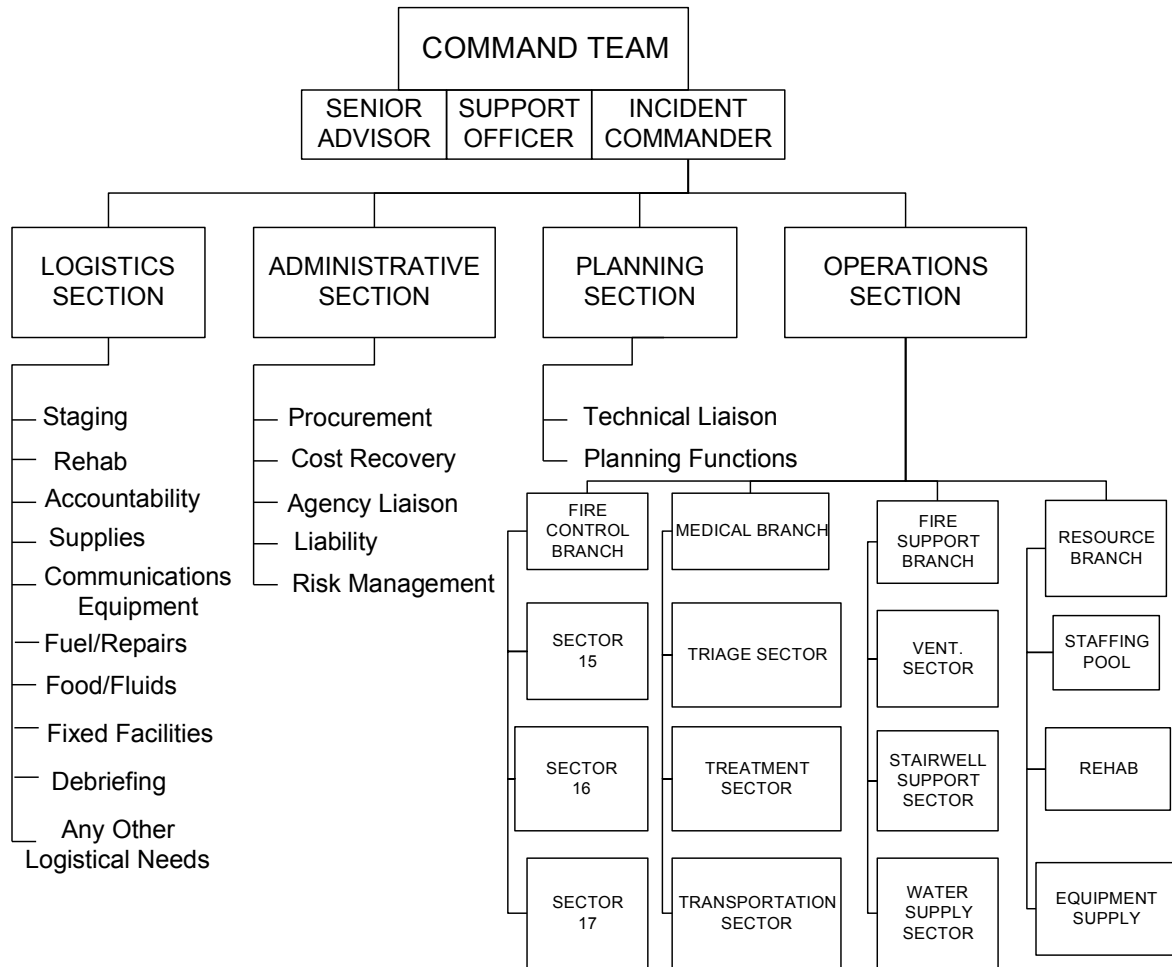 COMMAND TEAM
SENIOR
ADVISOR
SUPPORT
OFFICER
INCIDENT
COMMANDER
LOGISTICS
SECTION
ADMINISTRATIVE
SECTION
PLANNING
SECTION
OPERATIONS
SECTION
Staging
Rehab
Accountability
Supplies
Communications
Equipment
Fuel/Repairs
Food/Fluids
Fixed Facilities
Debriefing
Any Other
Logistical Needs
Procurement
Cost Recovery
Agency Liaison
Liability
Risk Management
Technical Liaison
Planning Functions
FIRE
CONTROL
BRANCH
SECTOR
15
SECTOR
16
SECTOR
17
MEDICAL BRANCH
TRIAGE SECTOR
TREATMENT
SECTOR
TRANSPORTATION
SECTOR
FIRE
SUPPORT
BRANCH
VENT.
SECTOR
STAIRWELL
SUPPORT
SECTOR
WATER
SUPPLY
SECTOR
RESOURCE
BRANCH
STAFFING
POOL
REHAB
EQUIPMENT
SUPPLY